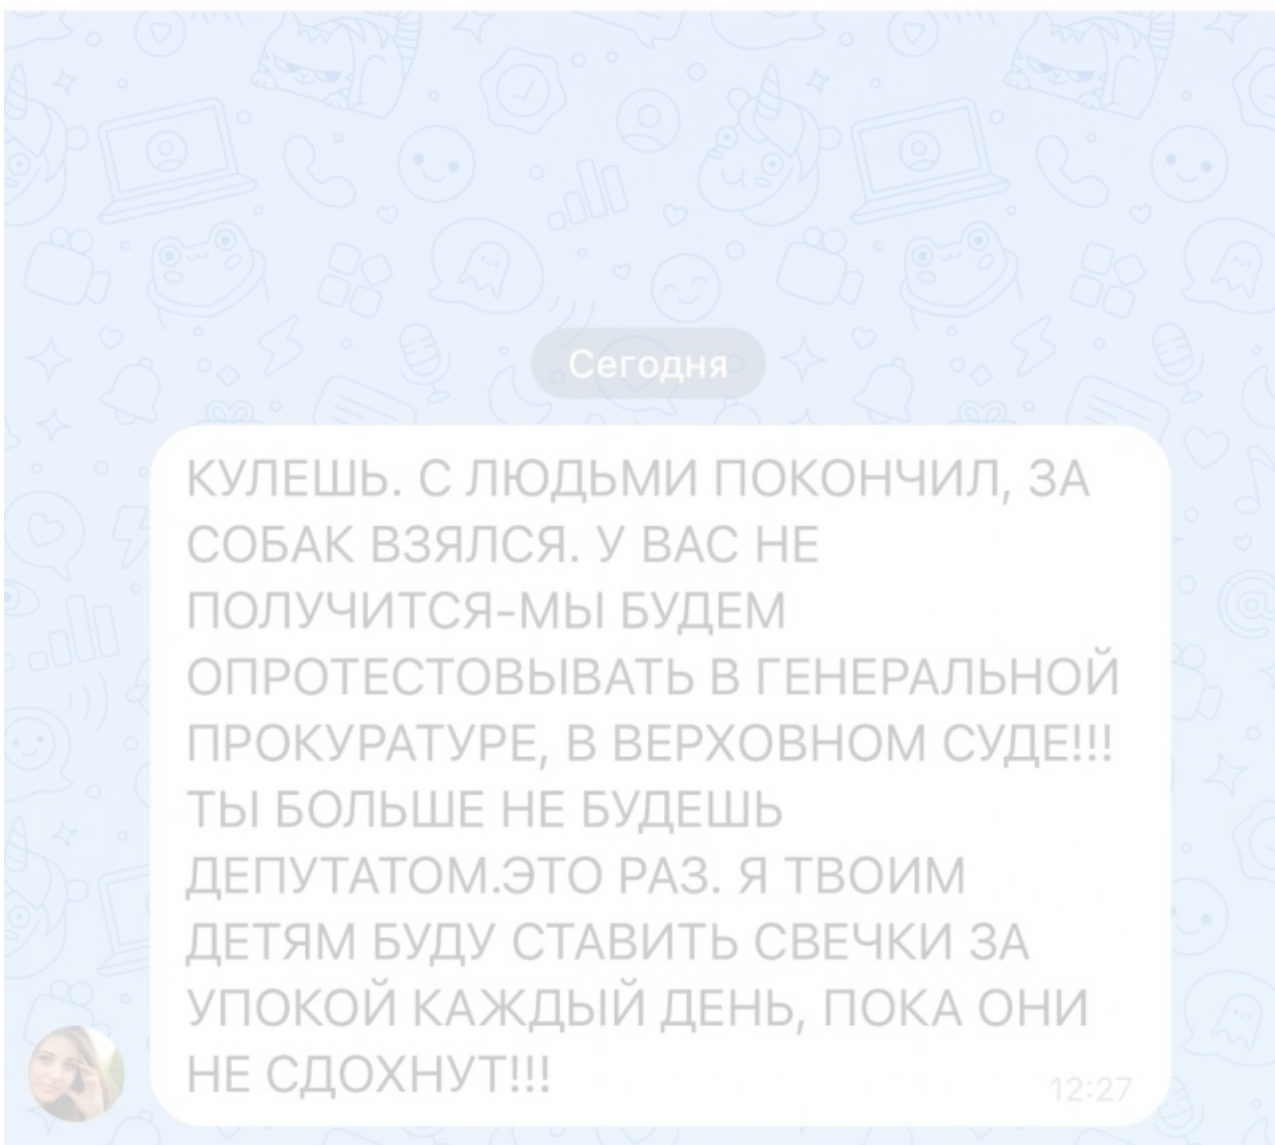 Сегодня
КУЛЕШЬ. С ЛЮДЬМИ ПОКОНЧИЛ, ЗА
СОБАК ВЗЯЛСЯ. У ВАС НЕ
ПОЛУЧИТСЯ-МЫ БУДЕМ
ОПРОТЕСТОВЫВАТЬ В ГЕНЕРАЛЬНОЙ
ПРОКУРАТУРЕ, В ВЕРХОВНОМ СУДЕ!!!
ТЫ БОЛЬШЕ НЕ БУДЕШЬ
ДЕПУТАТОМ.ЭТО РАЗ. Я ТВОИМ
ДЕТЯМ БУДУ СТАВИТЬ СВЕЧКИ ЗА
УПОКОЙ КАЖДЫЙ ДЕНЬ, ПОКА ОНИ
НЕ СДОХНУТ!!!
12:27